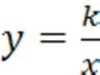 y = k/x